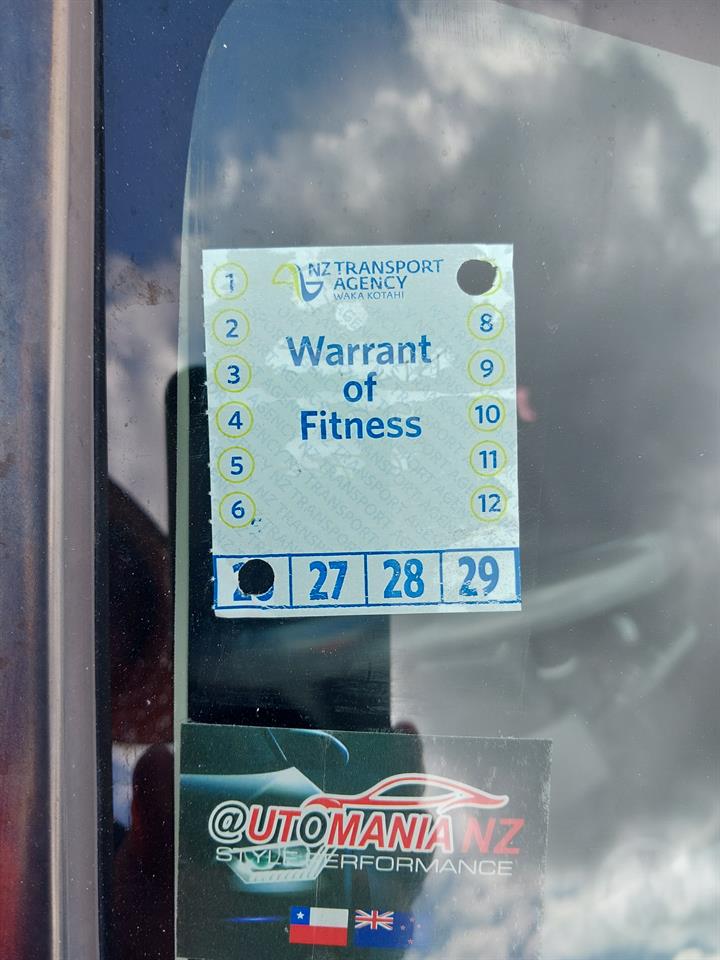 NZ TRANSPORT
AGENCY
WAKA KOTAHI
Warrant
of
Fitness
1
2
3
4
5
6
8
9
10
11
12
27
28
29
@UTOMANIA NZ
STYLE PERFORMANCE